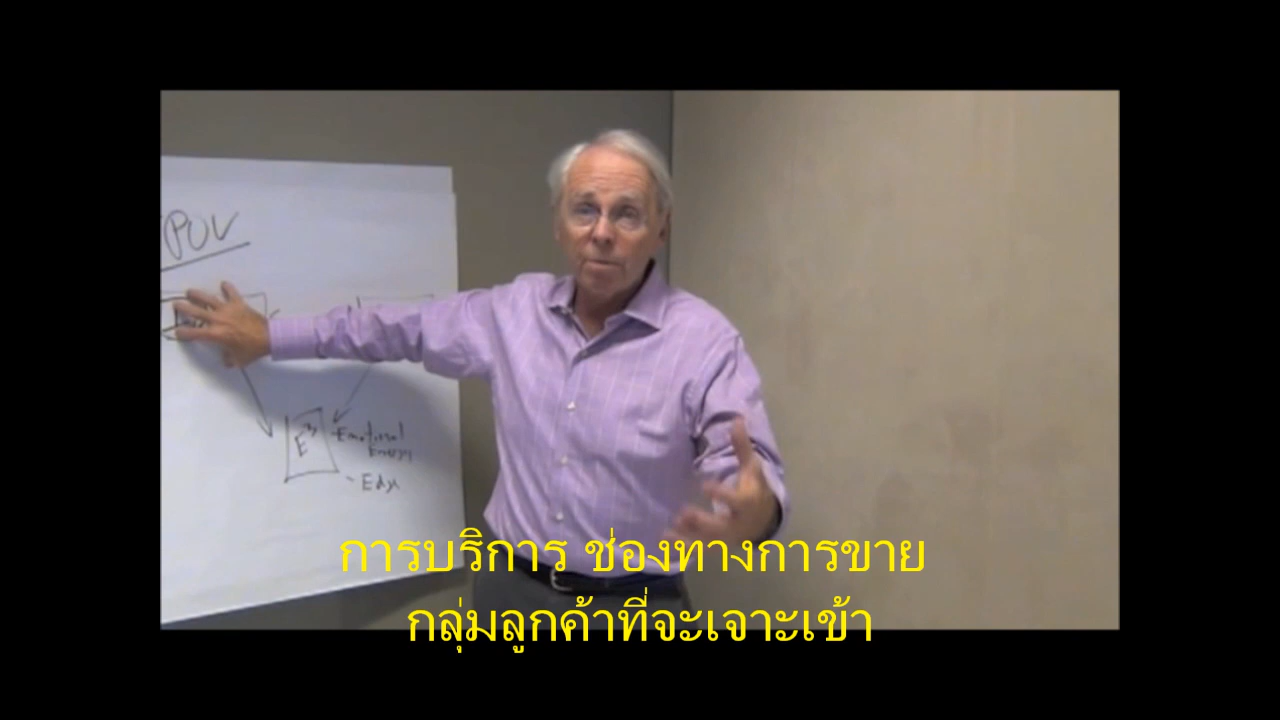 POV
E³
-Emotional
Energy
- Edge
การบริการ ช่องทางการขาย
กลุ่มลูกค้าที่จะเจาะเข้า